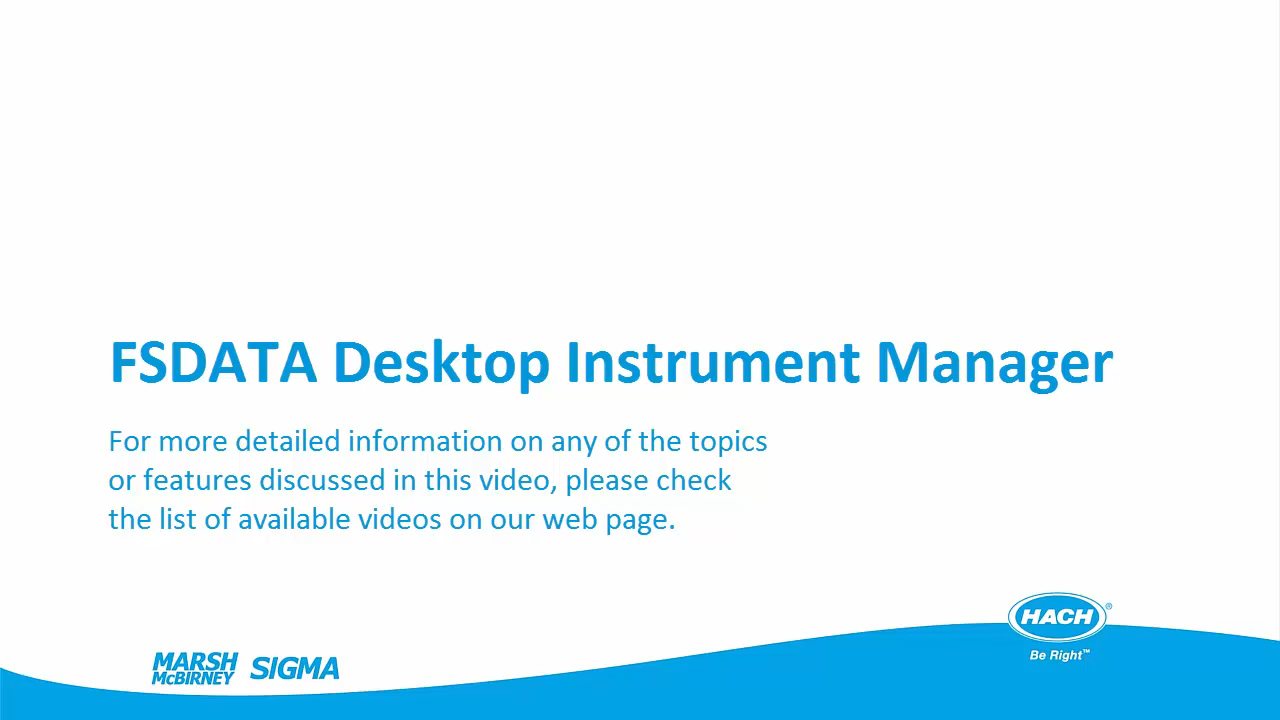 FSDATA Desktop Instrument Manager
For more detailed information on any of the topics
or features discussed in this video, please check
the list of available videos on our web page.
HACH®
Be Right™
MARSH
McBIRNEY
SIGMA